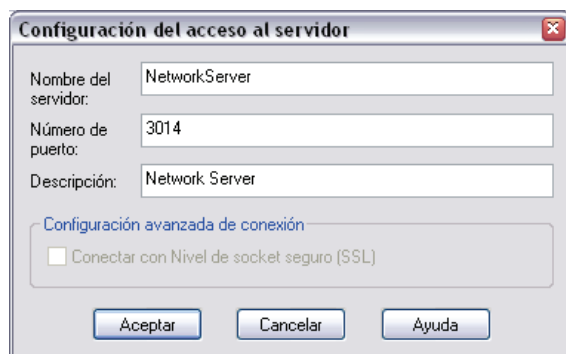 Configuración del acceso al servidor
Nombre del
servidor:
NetworkServer
Número de
puerto:
3014
Descripción:
Network Server
Configuración avanzada de conexión
Conectar con Nivel de socket seguro (SSL)
Aceptar
Cancelar
Ayuda